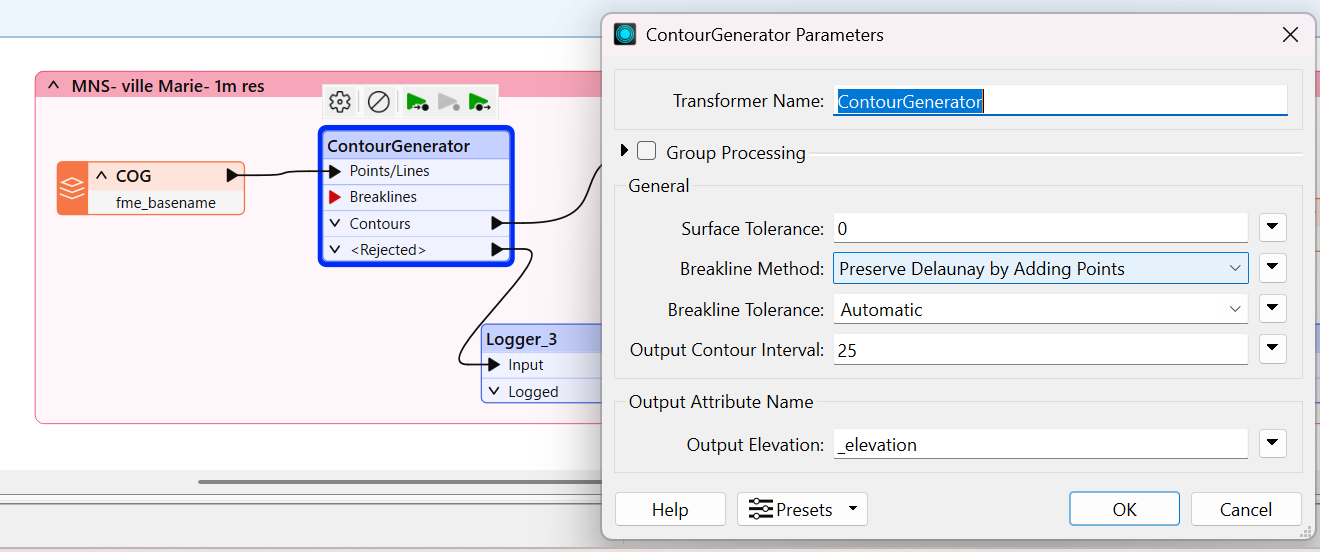 MNS- ville Marie- 1m res
COG
fme_basename
ContourGenerator
Points/Lines
Breaklines
Contours
<Rejected>
Logger_3
Input
Logged
ContourGenerator Parameters
Transformer Name: ContourGenerator
Group Processing
General
Surface Tolerance: 0
Breakline Method: Preserve Delaunay by Adding Points
Breakline Tolerance: Automatic
Output Contour Interval: 25
Output Attribute Name
Output Elevation: _elevation
Help Presets OK Cancel